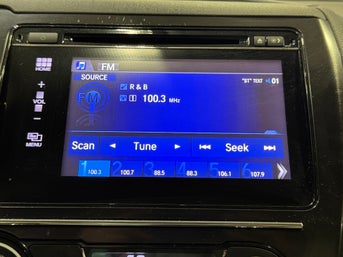 HOME
FM
SOURCE
"ST" TEXT 01
R & B
+
VOL
-
100.3 MHz
MENU
Scan Tune Seek
1 2 3 4 5 6
100.3 100.7 88.5 88.3 106.1 107.9